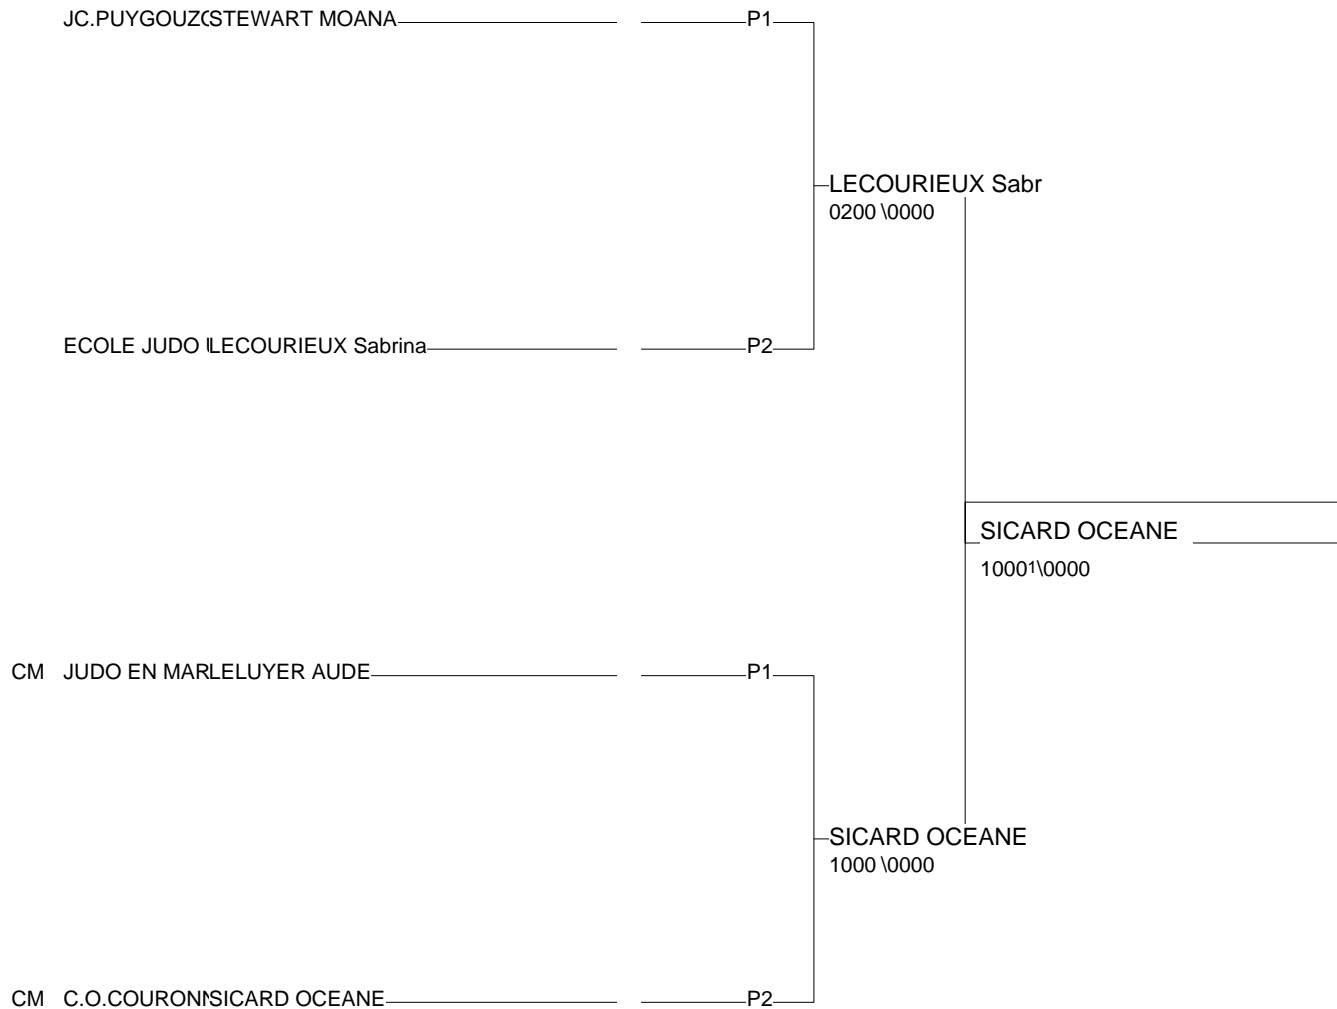 JC.PUYGOUZ STEWART MOANA P1
LECOURIEUX Sabr
0200 \0000
ECOLE JUDO LECOURIEUX Sabrina P2
SICARD OCEANE
10001\0000
CM JUDO EN MAR LELUYER AUDE P1
SICARD OCEANE
1000 \0000
CM C.O.COURON SICARD OCEANE P2